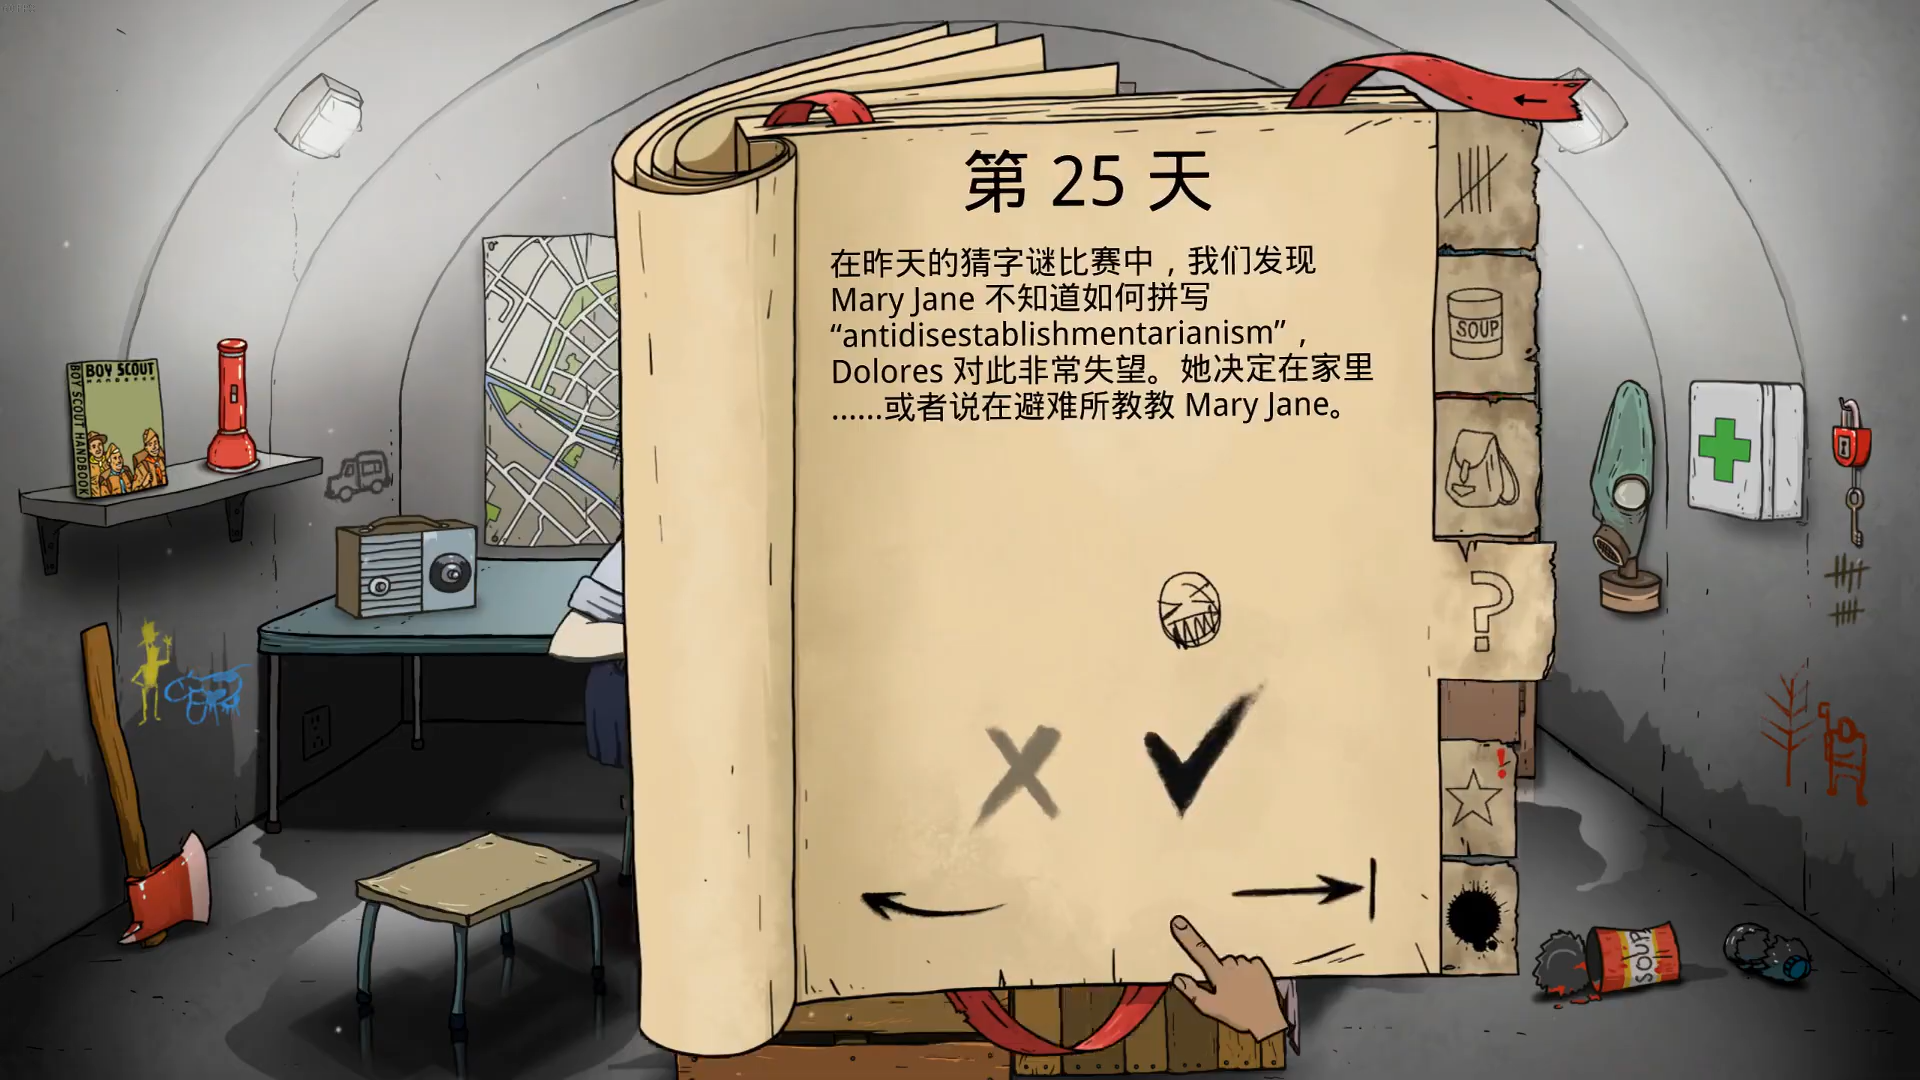 第 25 天
在昨天的猜字谜比赛中，我们发现
Mary Jane 不知道如何拼写
“antidisestablishmentarianism”，
Dolores 对此非常失望。她决定在家里
……或者说在避难所教教 Mary Jane。
BOY SCOUT
HANDBOOK
BOY SCOUT HANDBOOK
SOUP
?
!
SOUP